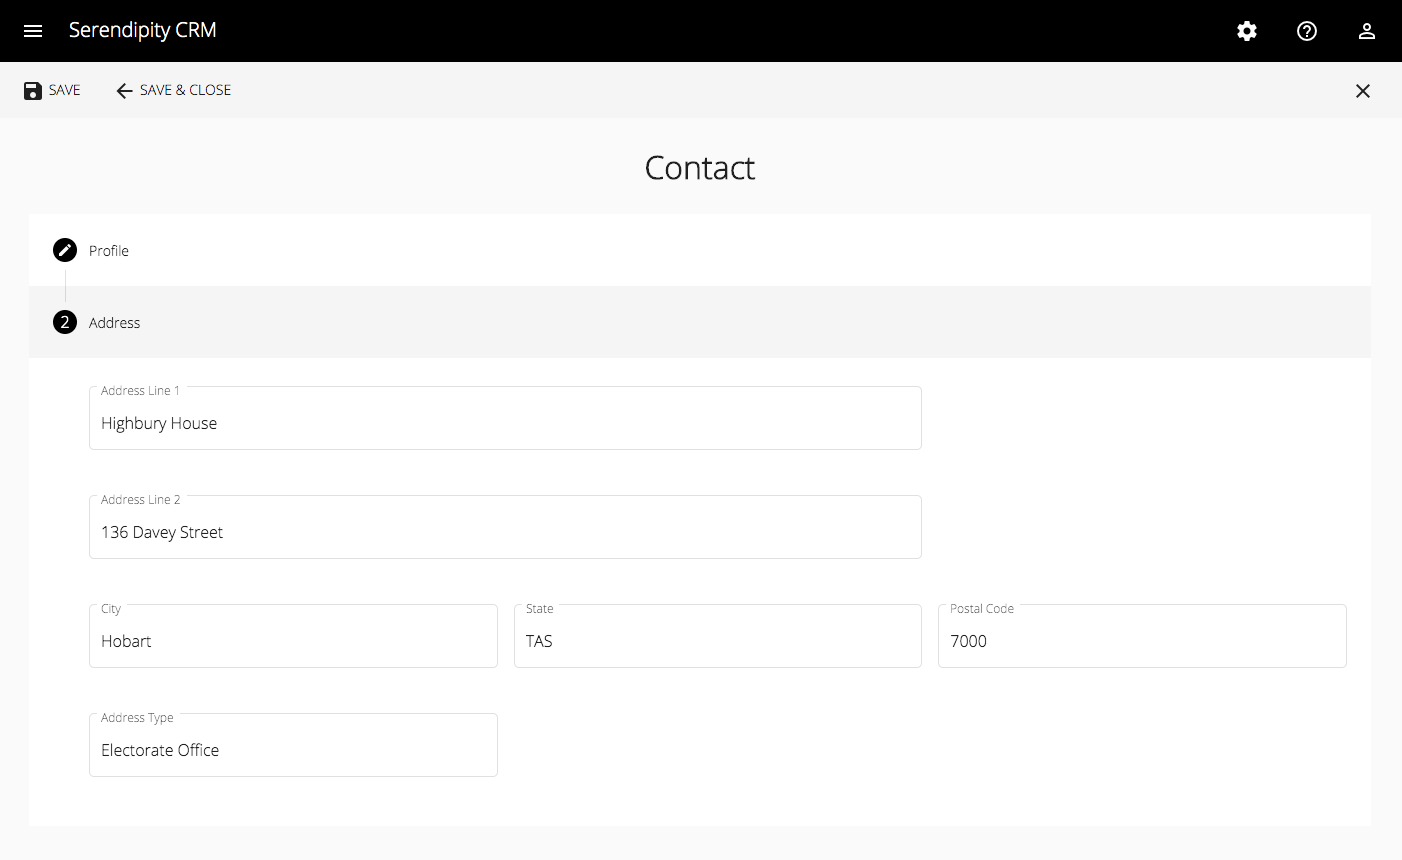 Serendipity CRM
SAVE
SAVE & CLOSE
Contact
Profile
2 Address
Address Line 1
Highbury House
Address Line 2
136 Davey Street
City
Hobart
State
TAS
Postal Code
7000
Address Type
Electorate Office